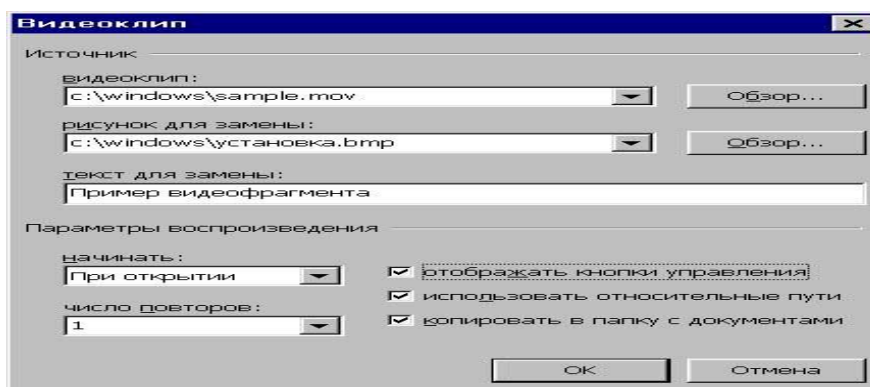 Видеоклип
Источник
видеоклип:
c:\windows\sample.mov
Обзор...
рисунок для замены:
c:\windows\установка.bmp
Обзор...
текст для замены:
Пример видеофрагмента
Параметры воспроизведения
начинать:
При открытии
число повторов:
1
отображать кнопки управления
использовать относительные пути
копировать в папку с документами
ОК
Отмена